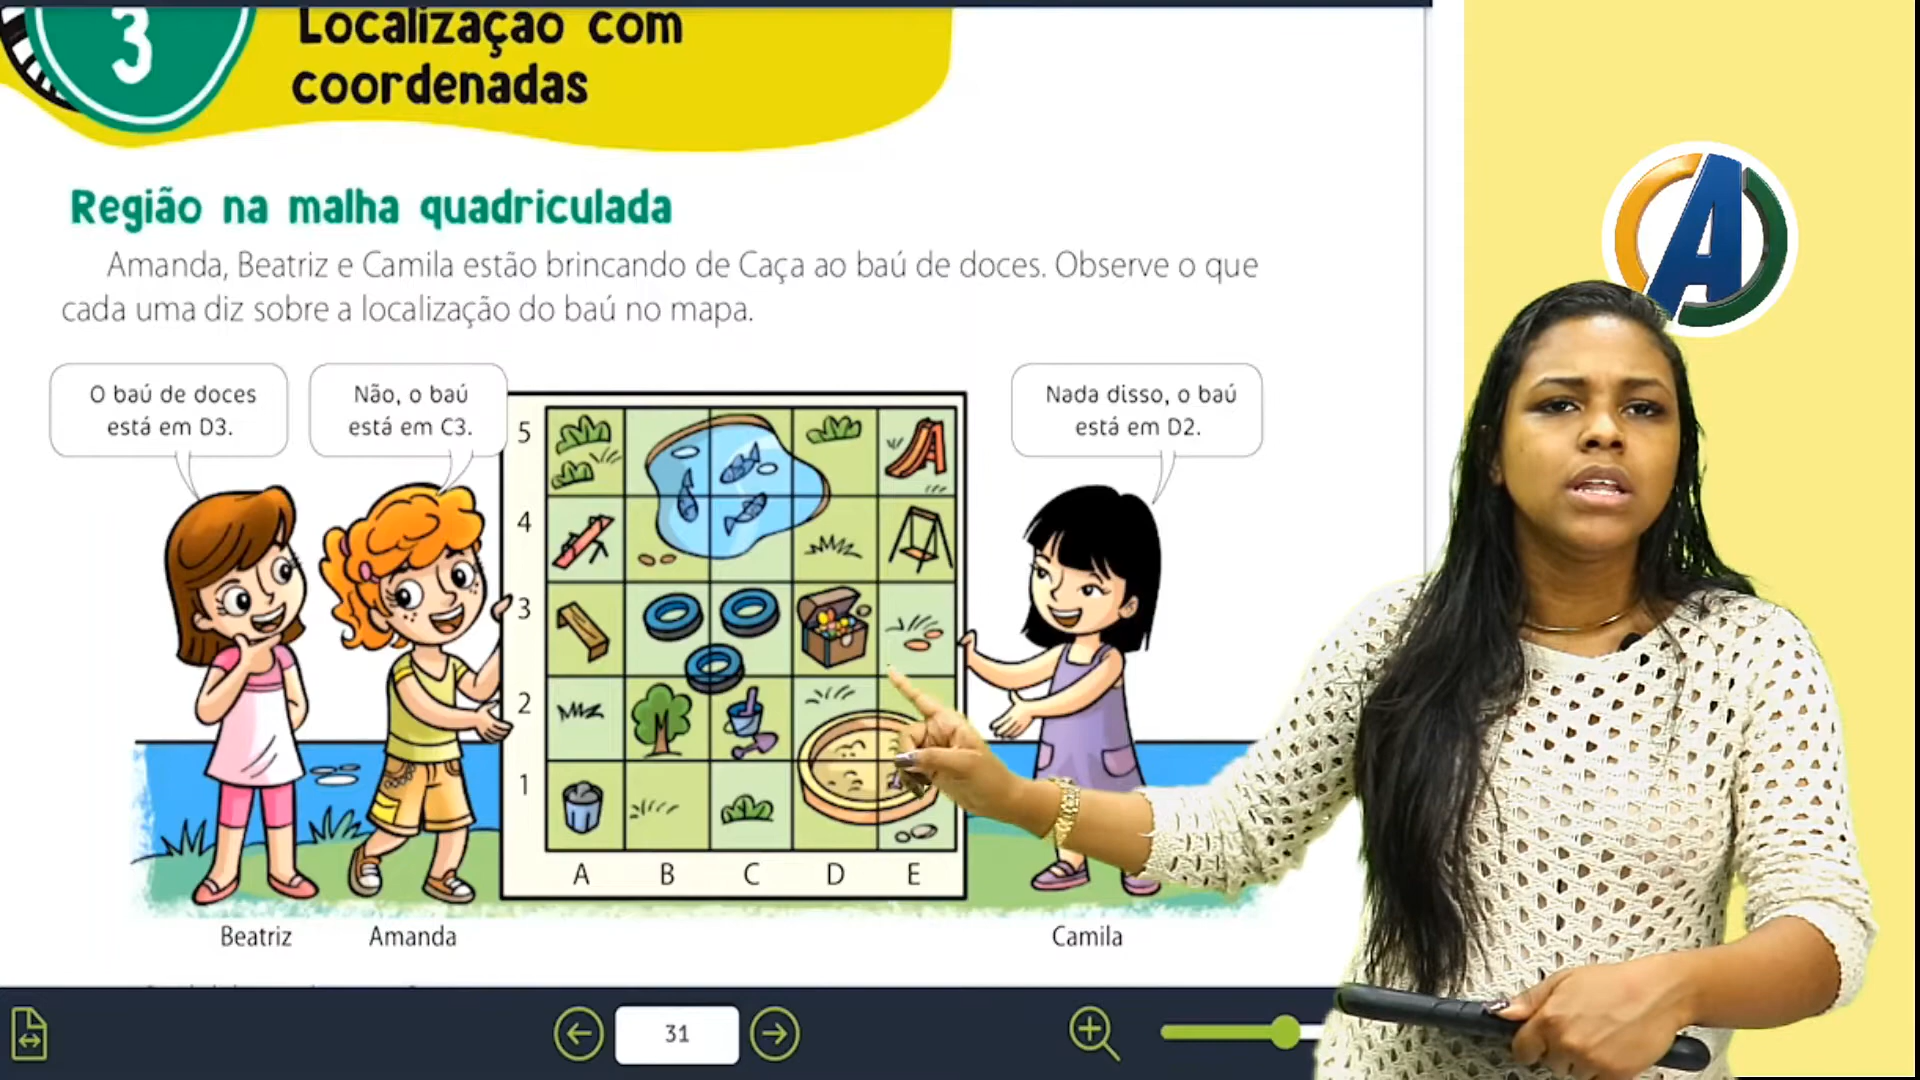 3
Localização com
coordenadas
Região na malha quadriculada
Amanda, Beatriz e Camila estão brincando de Caça ao baú de doces. Observe o que
cada uma diz sobre a localização do baú no mapa.
O baú de doces
está em D3.
Não, o baú
está em C3.
Nada disso, o baú
está em D2.
5
4
3
2
1
A B C D E
Beatriz
Amanda
Camila
31
A